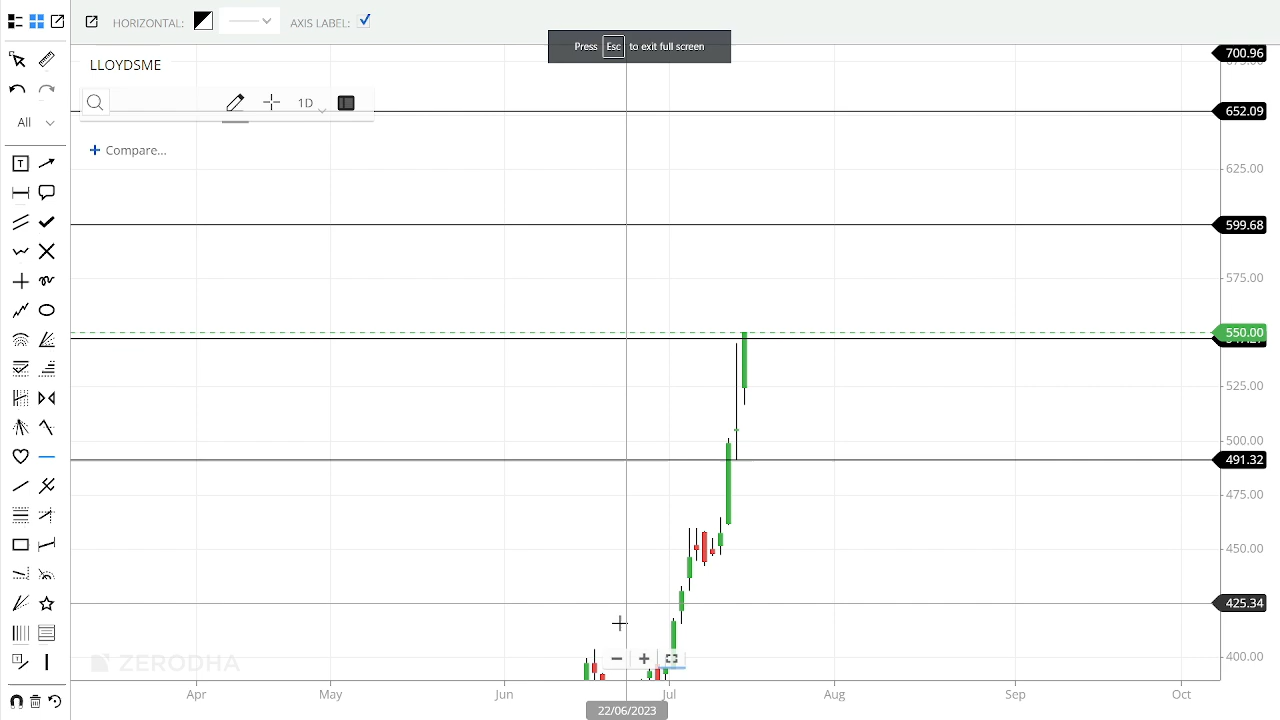 HORIZONTAL:
AXIS LABEL:
Press Esc to exit full screen
LLOYDSME
1D
All
+ Compare...
T
700.96
652.09
625.00
599.68
575.00
550.00
525.00
500.00
491.32
475.00
450.00
425.34
400.00
ZERODHA
Apr May Jun Jul Aug Sep Oct
22/06/2023